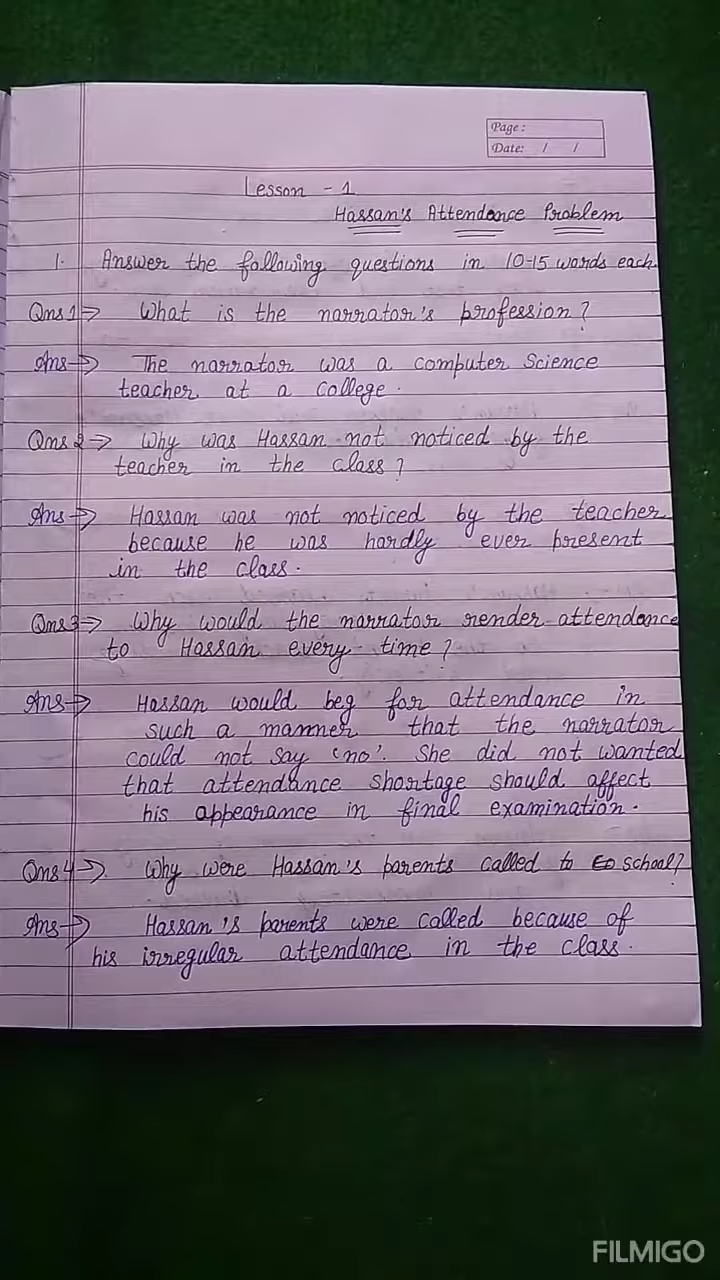 Page :
Date: / /
Lesson - 1
Hassan's Attendance Problem
1. Answer the following questions in 10-15 words each.
Qns 1 → What is the narrator's profession ?
Ans → The narrator was a computer Science
teacher at a college .
Qns 2 → Why was Hassan not noticed by the
teacher in the class ?
Ans → Hassan was not noticed by the teacher
because he was hardly ever present
in the class .
Qns 3 → Why would the narrator render attendance
to Hassan every time ?
Ans → Hassan would beg for attendance in
such a manner that the narrator
could not say 'no'. She did not wanted
that attendance shortage should affect
his appearance in final examination .
Qns 4 → Why were Hassan's parents called to school ?
Ans → Hassan's parents were called because of
his irregular attendance in the class .
FILMIGO